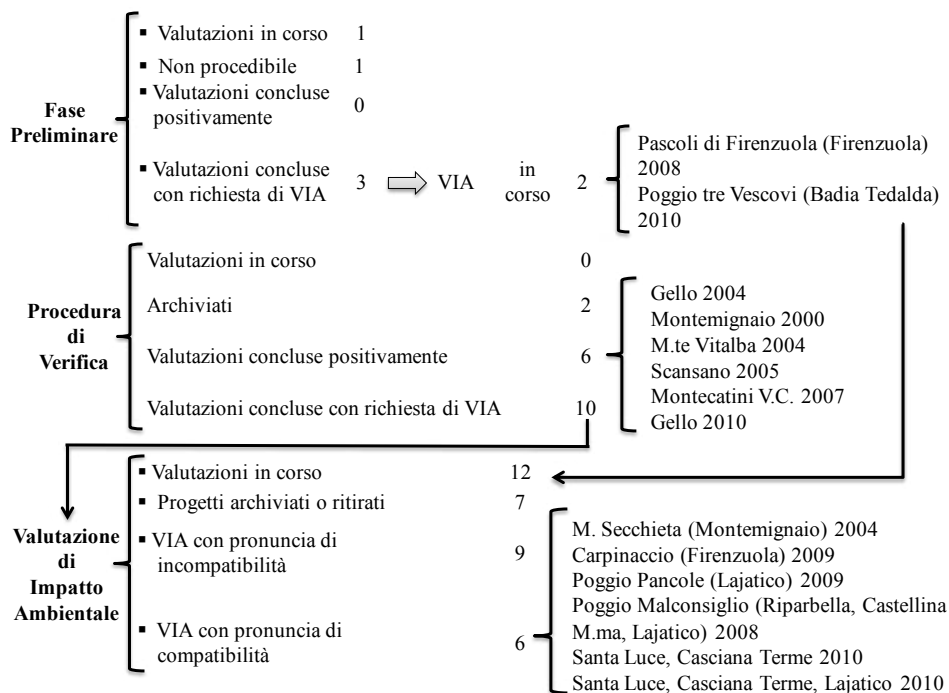 Fase
Preliminare
▪ Valutazioni in corso 1
▪ Non procedibile 1
▪ Valutazioni concluse
positivamente 0
▪ Valutazioni concluse
con richiesta di VIA 3
VIA in
corso 2
Pascoli di Firenzuola (Firenzuola)
2008
Poggio tre Vescovi (Badia Tedalda)
2010
Procedura
di
Verifica
Valutazioni in corso 0
Archiviati 2
Valutazioni concluse positivamente 6
Valutazioni concluse con richiesta di VIA 10
Gello 2004
Montemignaio 2000
M.te Vitalba 2004
Scansano 2005
Montecatini V.C. 2007
Gello 2010
Valutazione
di
Impatto
Ambientale
▪ Valutazioni in corso 12
▪ Progetti archiviati o ritirati 7
▪ VIA con pronuncia di
incompatibilità 9
▪ VIA con pronuncia di
compatibilità 6
M. Secchieta (Montemignaio) 2004
Carpinaccio (Firenzuola) 2009
Poggio Pancole (Lajatico) 2009
Poggio Malconsiglio (Riparbella, Castellina
M.ma, Lajatico) 2008
Santa Luce, Casciana Terme 2010
Santa Luce, Casciana Terme, Lajatico 2010